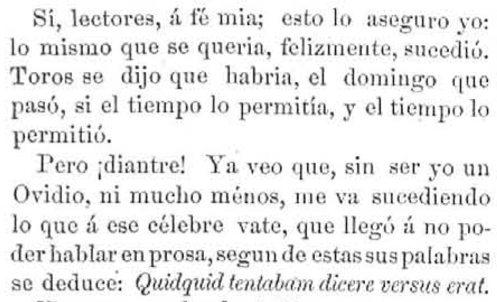 Sí, lectores, á fé mia; esto lo aseguro yo:
lo mismo que se queria, felizmente, sucedió.
Toros se dijo que habria, el domingo que
pasó, si el tiempo lo permitía, y el tiempo lo
permitió.
Pero ¡diantre! Ya veo que, sin ser yo un
Ovidio, ni mucho ménos, me va sucediendo
lo que á ese célebre vate, que llegó á no po-
der hablar en prosa, segun de estas sus palabras
se deduce: Quidquid tentabam dicere versus erat.